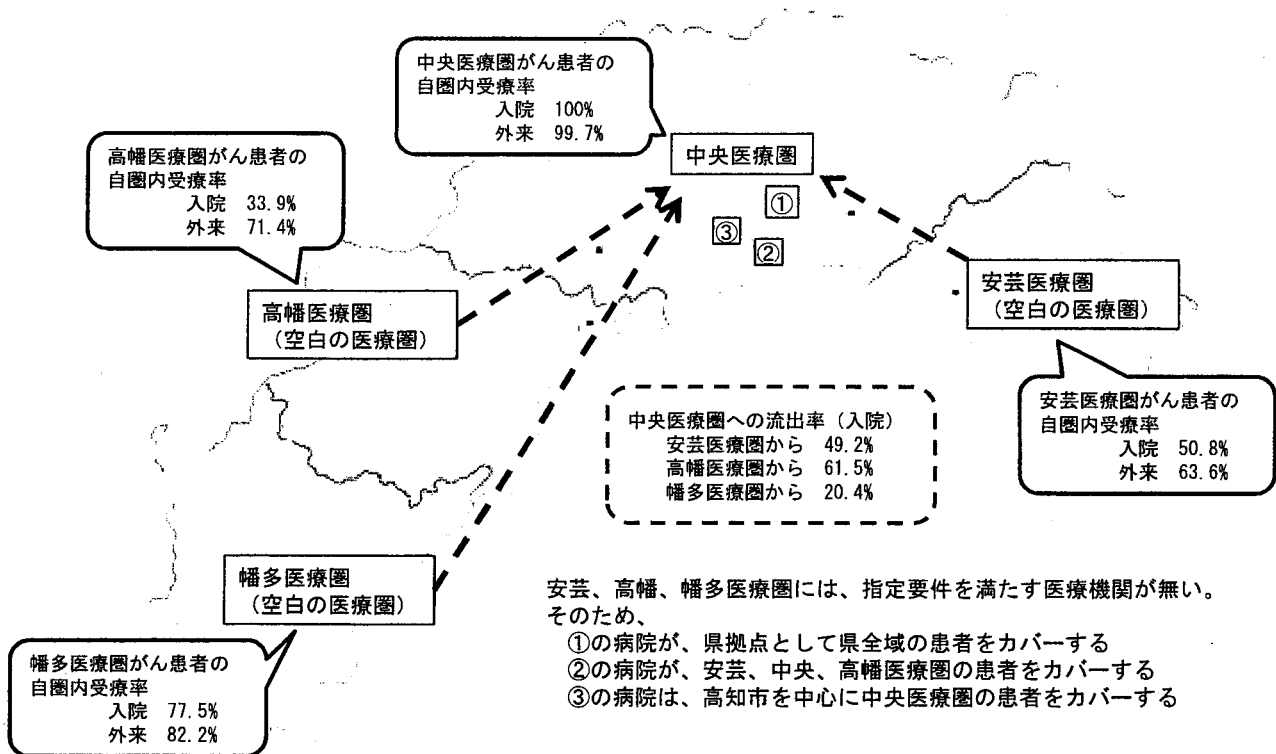 中央医療圏がん患者の
自圏内受療率
入院 100%
外来 99.7%
高幡医療圏がん患者の
自圏内受療率
入院 33.9%
外来 71.4%
中央医療圏
①
③
②
高幡医療圏
（空白の医療圏）
安芸医療圏
（空白の医療圏）
安芸医療圏がん患者の
自圏内受療率
入院 50.8%
外来 63.6%
中央医療圏への流出率（入院）
安芸医療圏から 49.2%
高幡医療圏から 61.5%
幡多医療圏から 20.4%
幡多医療圏
（空白の医療圏）
幡多医療圏がん患者の
自圏内受療率
入院 77.5%
外来 82.2%
安芸、高幡、幡多医療圏には、指定要件を満たす医療機関が無い。
そのため、
①の病院が、県拠点として県全域の患者をカバーする
②の病院が、安芸、中央、高幡医療圏の患者をカバーする
③の病院は、高知市を中心に中央医療圏の患者をカバーする